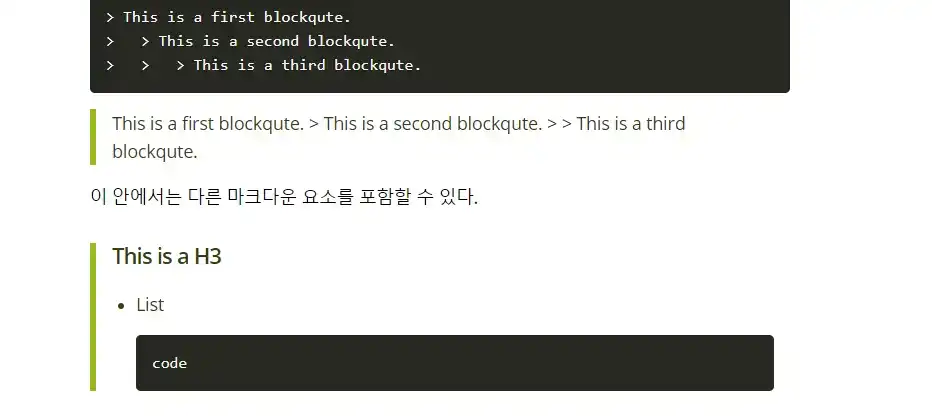 > This is a first blockqute.
>   > This is a second blockqute.
>   >   > This is a third blockqute.
This is a first blockqute. > This is a second blockqute. > > This is a third
blockqute.
이 안에서는 다른 마크다운 요소를 포함할 수 있다.
This is a H3
• List
code